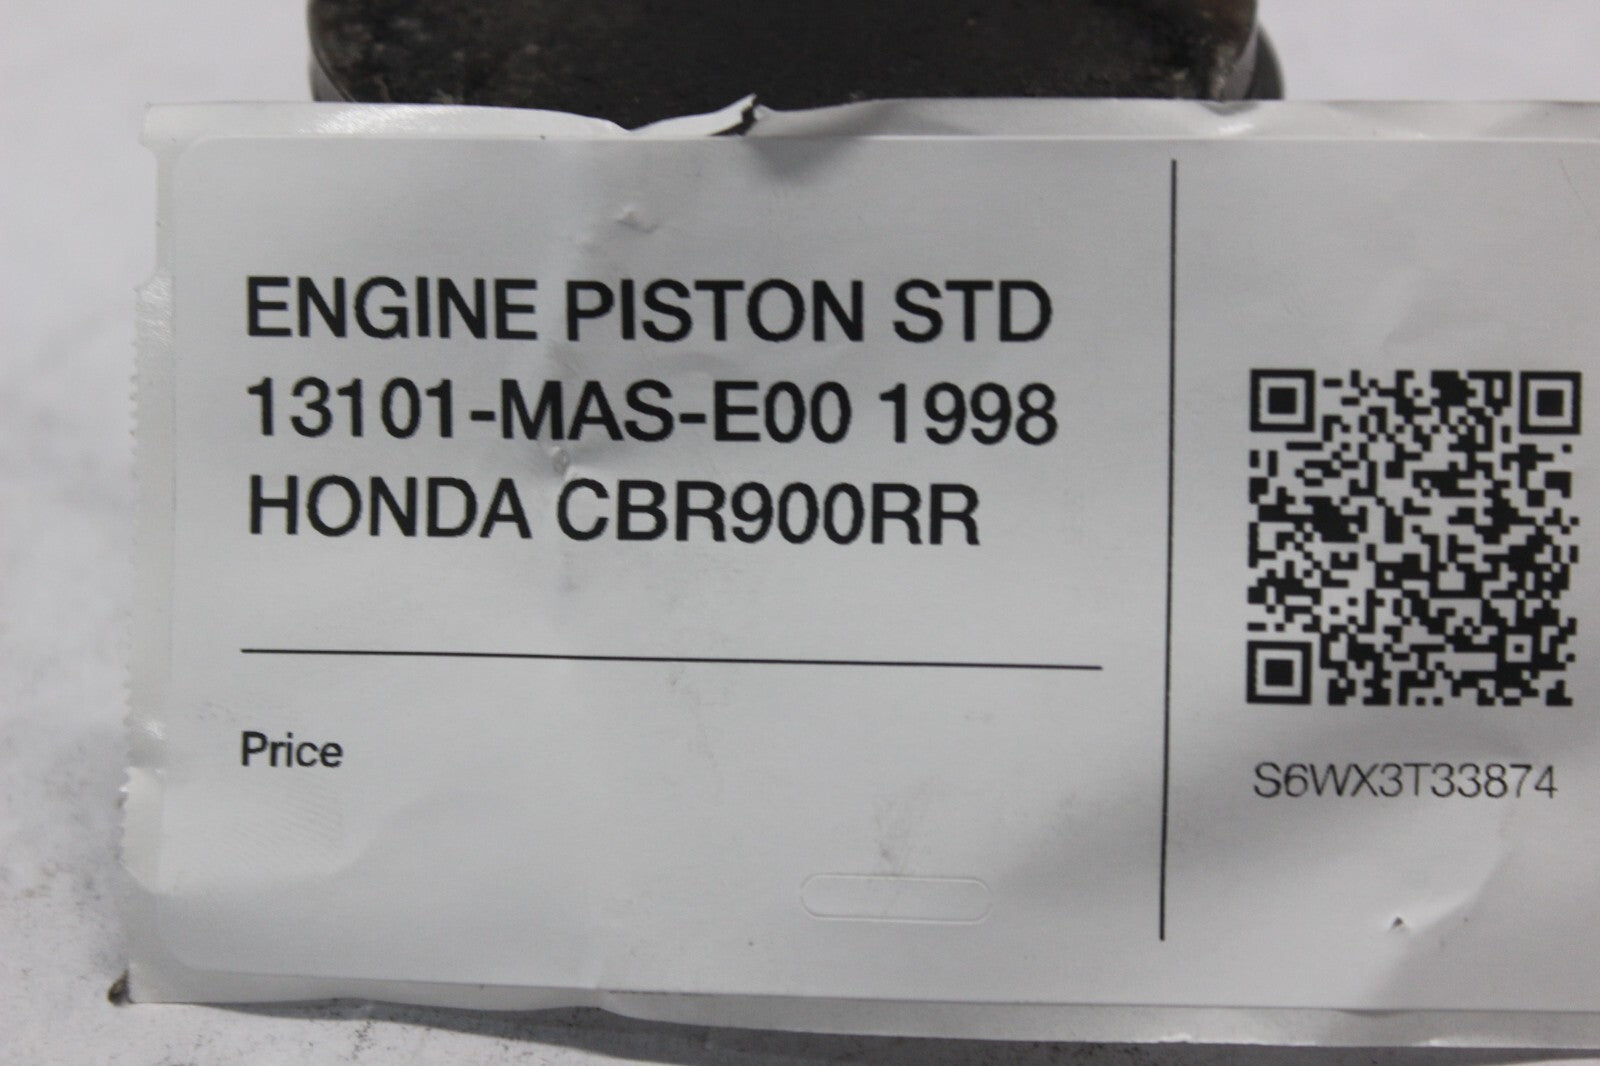 ENGINE PISTON STD
13101-MAS-E00 1998
HONDA CBR900RR
Price
S6WX3T33874